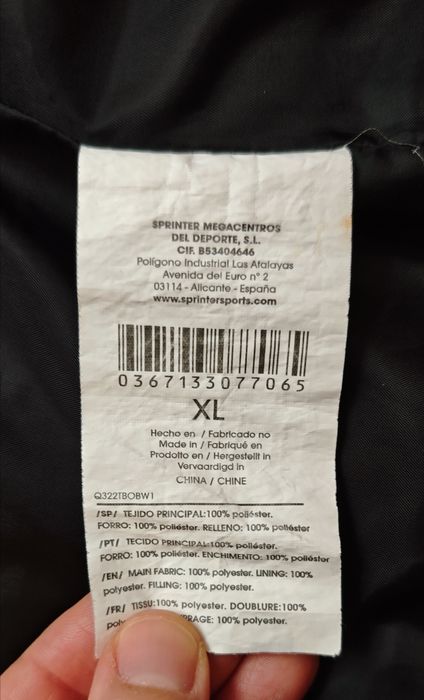 SPRINTER MEGACENTROS
DEL DEPORTE, S.L.
CIF. B53404646
Polígono Industrial Las Atalayas
Avenida del Euro nº 2
03114 - Alicante - España
www.sprintersports.com
0367133077065
XL
Hecho en / Fabricado no
Made in / Fabriqué en
Prodotto en / Hergestellt in
Vervaardigd in
CHINA / CHINE
Q322TBOBW1
/SP/ TEJIDO PRINCIPAL:100% poliéster.
FORRO: 100% poliéster. RELLENO: 100% poliéster
/PT/ TECIDO PRINCIPAL:100% poliéster.
FORRO: 100% poliéster. ENCHIMENTO: 100% poliéster
/EN/ MAIN FABRIC: 100% polyester. LINING: 100%
polyester. FILLING: 100% polyester.
/FR/ TISSU:100% polyester. DOUBLURE:100%
100% polyester.